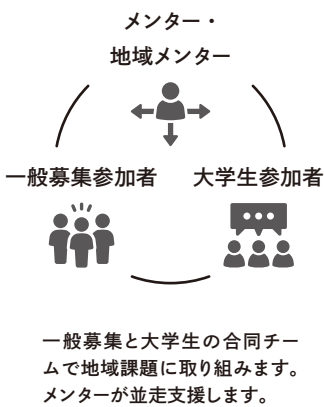 メンター・
地域メンター
一般募集参加者
大学生参加者
一般募集と大学生の合同チー
ムで地域課題に取り組みます。
メンターが並走支援します。